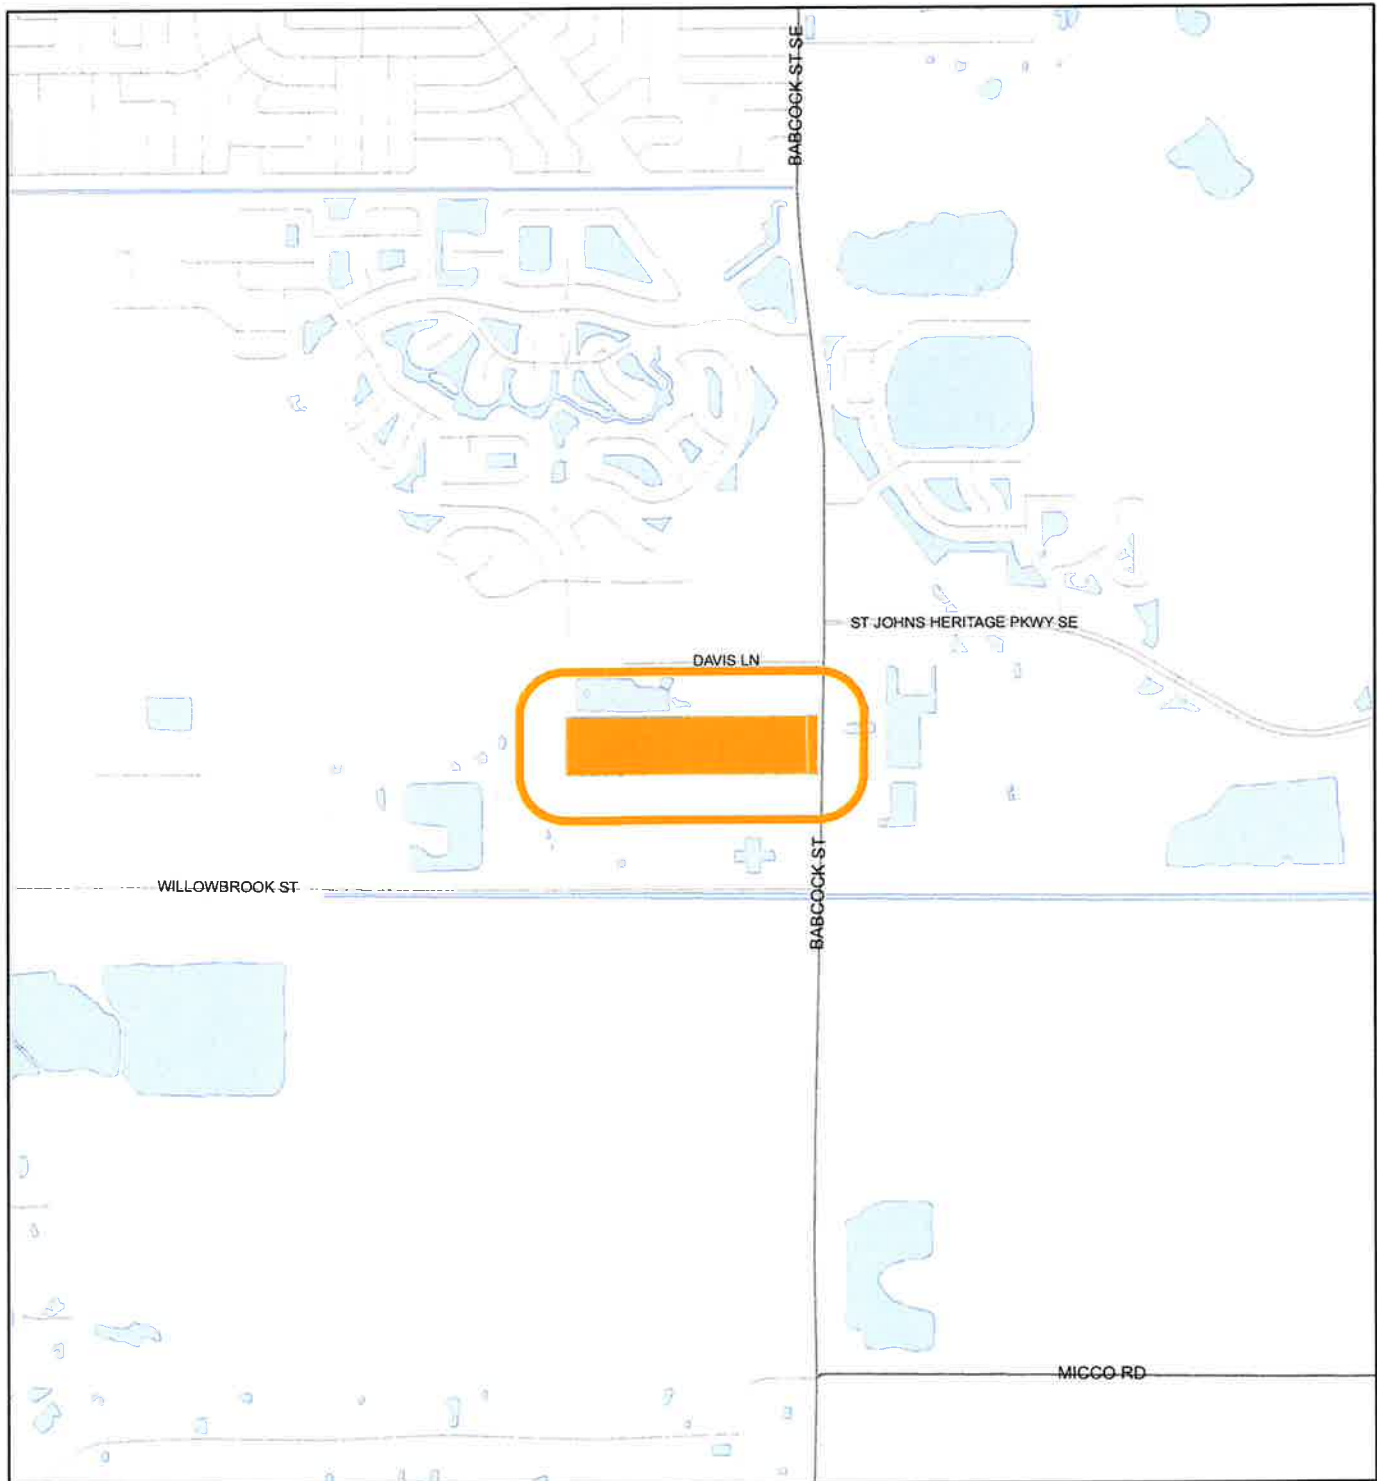 BABCOCK ST SE
ST JOHNS HERITAGE PKWY SE
DAVIS LN
BABCOCK ST
WILLOWBROOK ST
MICCO RD